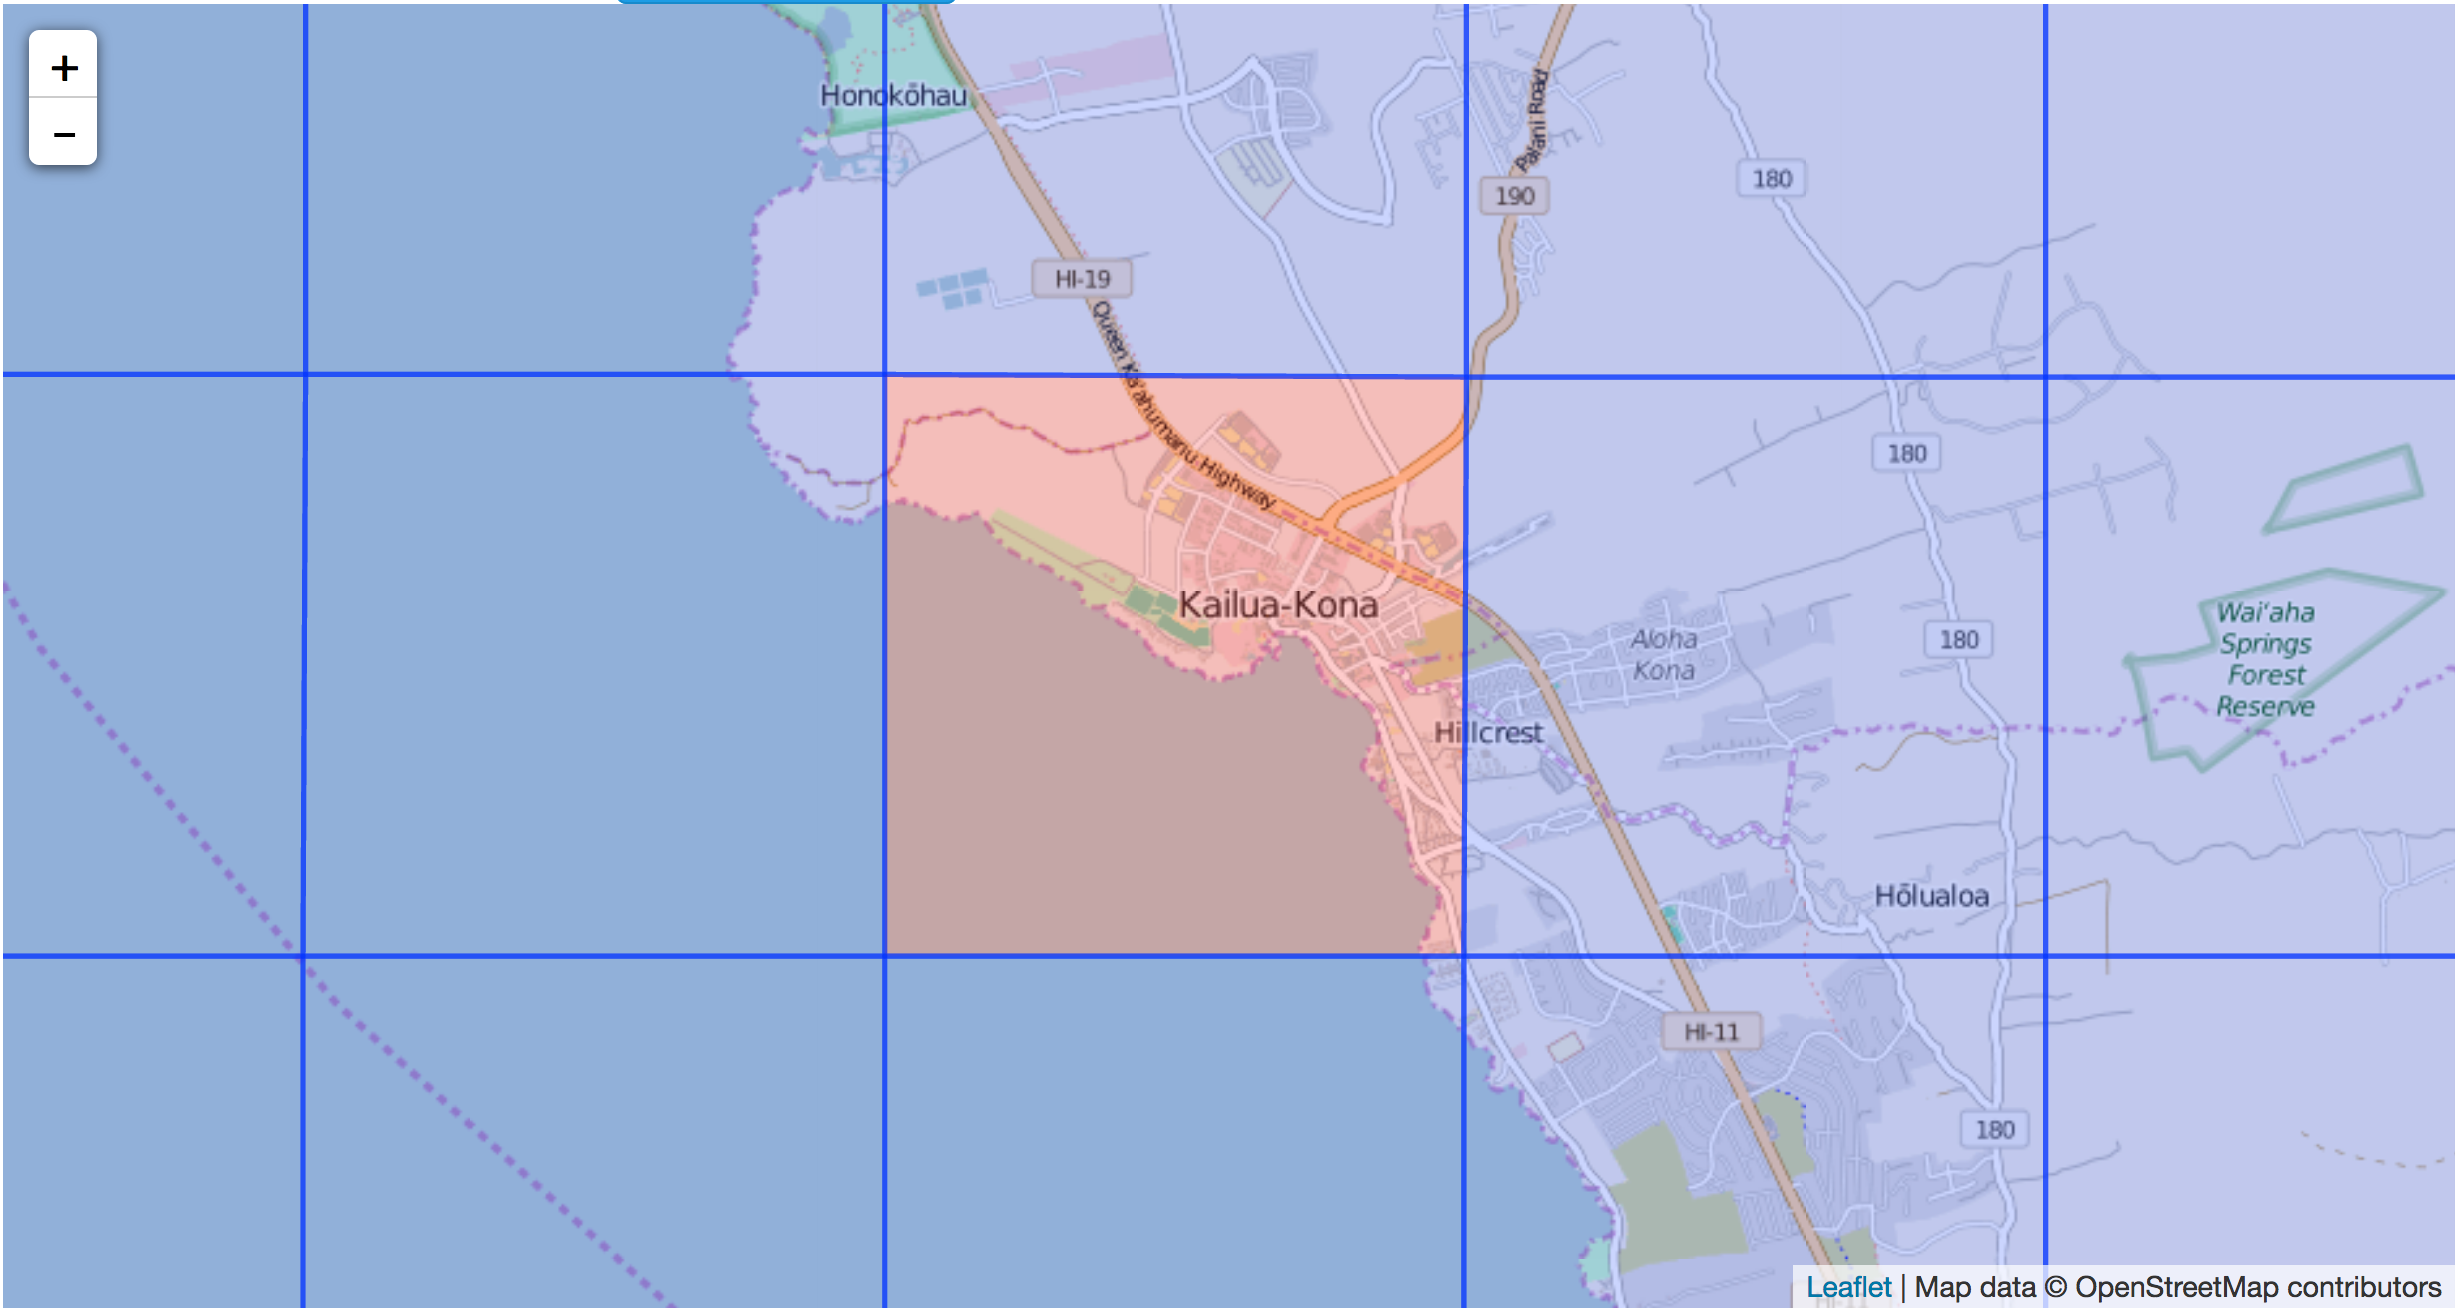 +
−
Honokōhau
Palani Road
190
180
HI-19
Queen Ka'ahumanu Highway
180
Kailua-Kona
Aloha
Kona
180
Wai'aha
Springs
Forest
Reserve
Hillcrest
Hōlualoa
HI-11
180
Leaflet | Map data © OpenStreetMap contributors